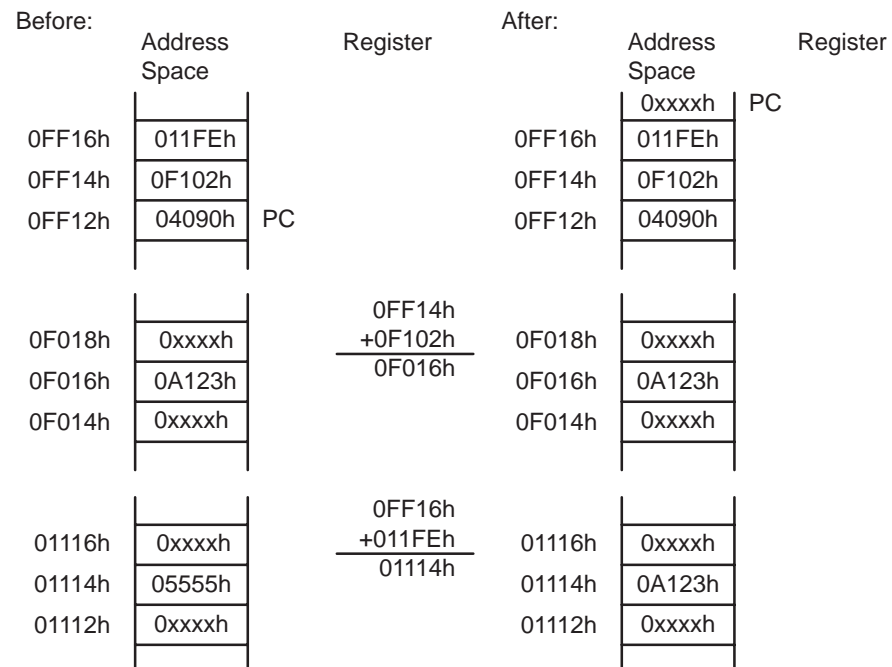 Before: After:
Address Space Register Address Space Register
0xxxxh PC
0FF16h 011FEh 0FF16h 011FEh
0FF14h 0F102h 0FF14h 0F102h
0FF12h 04090h PC 0FF12h 04090h
0FF14h
0F018h 0xxxxh +0F102h 0F018h 0xxxxh
0F016h 0A123h 0F016h 0F016h 0A123h
0F014h 0xxxxh 0F014h 0xxxxh
0FF16h
01116h 0xxxxh +011FEh 01116h 0xxxxh
01114h 05555h 01114h 01114h 0A123h
01112h 0xxxxh 01112h 0xxxxh